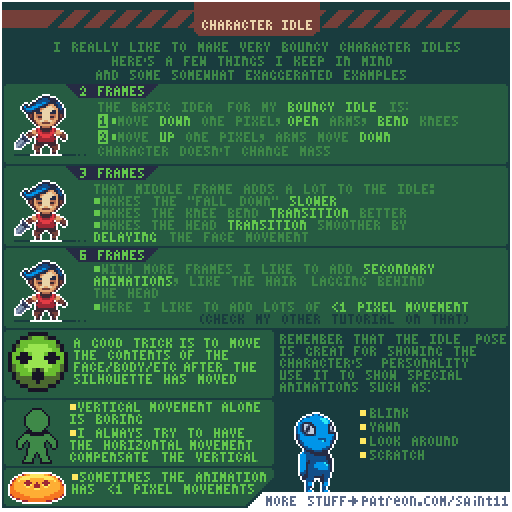 CHARACTER IDLE
I REALLY LIKE TO MAKE VERY BOUNCY CHARACTER IDLES
HERE'S A FEW THINGS I KEEP IN MIND
AND SOME SOMEWHAT EXAGGERATED EXAMPLES
2 FRAMES
THE BASIC IDEA FOR MY BOUNCY IDLE IS:
1 ▪MOVE DOWN ONE PIXEL, OPEN ARMS, BEND KNEES
2 ▪MOVE UP ONE PIXEL, ARMS MOVE DOWN
CHARACTER DOESN'T CHANGE MASS
3 FRAMES
THAT MIDDLE FRAME ADDS A LOT TO THE IDLE:
▪MAKES THE "FALL DOWN" SLOWER
▪MAKES THE KNEE BEND TRANSITION BETTER
▪MAKES THE HEAD TRANSITION SMOOTHER BY
DELAYING THE FACE MOVEMENT
6 FRAMES
▪WITH MORE FRAMES I LIKE TO ADD SECONDARY
ANIMATIONS, LIKE THE HAIR LAGGING BEHIND
THE HEAD
▪HERE I LIKE TO ADD LOTS OF <1 PIXEL MOVEMENT
(CHECK MY OTHER TUTORIAL ON THAT)
A GOOD TRICK IS TO MOVE
THE CONTENTS OF THE
FACE/BODY/ETC AFTER THE
SILHOUETTE HAS MOVED
▪VERTICAL MOVEMENT ALONE
IS BORING
▪I ALWAYS TRY TO HAVE
THE HORIZONTAL MOVEMENT
COMPENSATE THE VERTICAL
▪SOMETIMES THE ANIMATION
HAS <1 PIXEL MOVEMENTS
REMEMBER THAT THE IDLE POSE
IS GREAT FOR SHOWING THE
CHARACTER'S PERSONALITY
USE IT TO SHOW SPECIAL
ANIMATIONS SUCH AS:
▪BLINK
▪YAWN
▪LOOK AROUND
▪SCRATCH
MORE STUFF→PATREON.COM/SAINT11